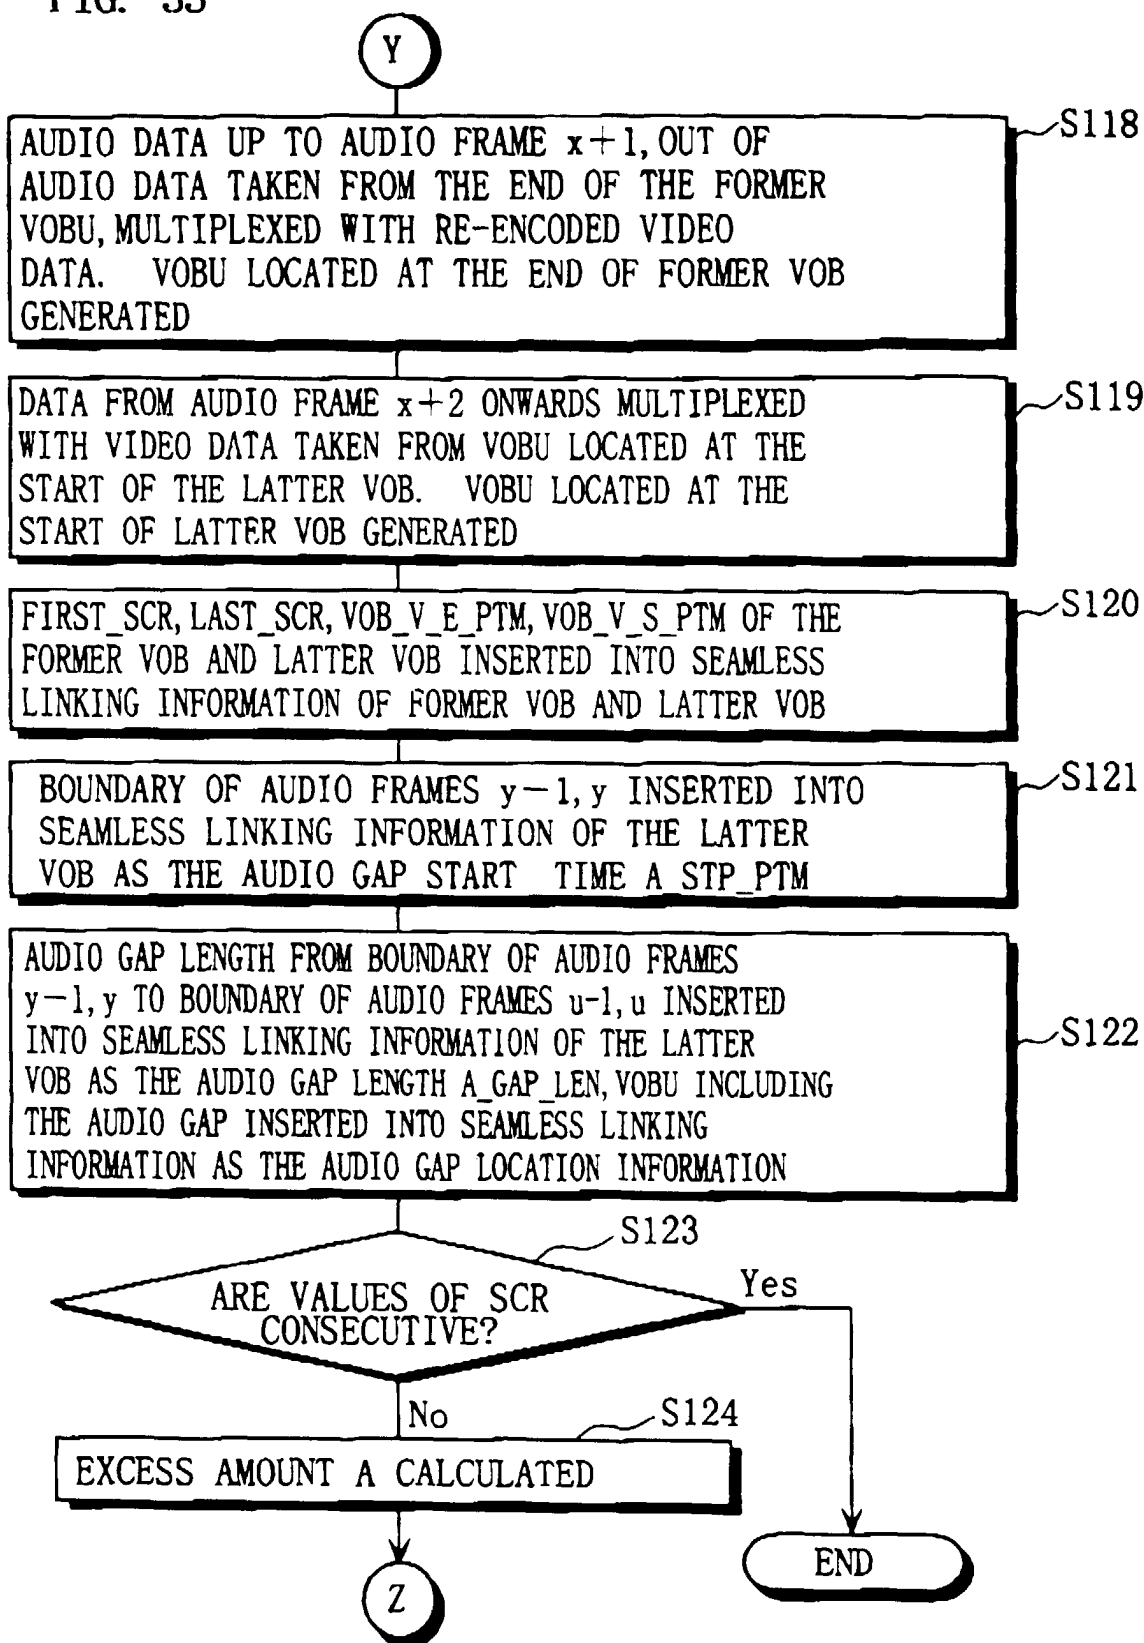 FIG. 33
Y
S118
AUDIO DATA UP TO AUDIO FRAME x+1, OUT OF
AUDIO DATA TAKEN FROM THE END OF THE FORMER
VOBU, MULTIPLEXED WITH RE-ENCODED VIDEO
DATA. VOBU LOCATED AT THE END OF FORMER VOB
GENERATED
S119
DATA FROM AUDIO FRAME x+2 ONWARDS MULTIPLEXED
WITH VIDEO DATA TAKEN FROM VOBU LOCATED AT THE
START OF THE LATTER VOB. VOBU LOCATED AT THE
START OF LATTER VOB GENERATED
S120
FIRST_SCR, LAST_SCR, VOB_V_E_PTM, VOB_V_S_PTM OF THE
FORMER VOB AND LATTER VOB INSERTED INTO SEAMLESS
LINKING INFORMATION OF FORMER VOB AND LATTER VOB
S121
BOUNDARY OF AUDIO FRAMES y-1, y INSERTED INTO
SEAMLESS LINKING INFORMATION OF THE LATTER
VOB AS THE AUDIO GAP START TIME A STP_PTM
S122
AUDIO GAP LENGTH FROM BOUNDARY OF AUDIO FRAMES
y-1, y TO BOUNDARY OF AUDIO FRAMES u-1, u INSERTED
INTO SEAMLESS LINKING INFORMATION OF THE LATTER
VOB AS THE AUDIO GAP LENGTH A_GAP_LEN, VOBU INCLUDING
THE AUDIO GAP INSERTED INTO SEAMLESS LINKING
INFORMATION AS THE AUDIO GAP LOCATION INFORMATION
S123
ARE VALUES OF SCR
CONSECUTIVE?
Yes
No
S124
EXCESS AMOUNT A CALCULATED
END
Z